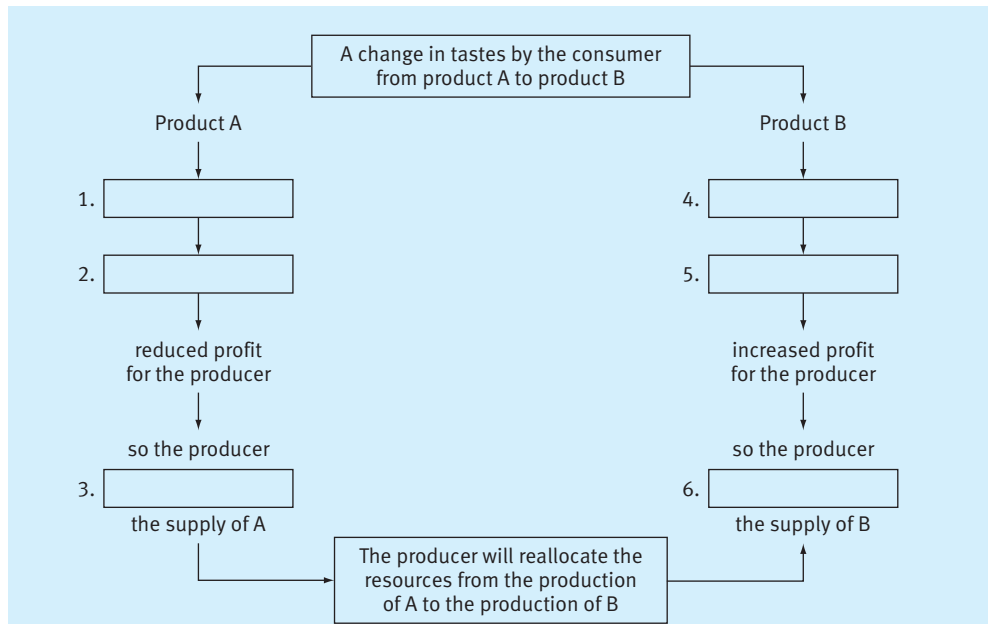 A change in tastes by the consumer
from product A to product B
Product A
Product B
1.
4.
2.
5.
reduced profit
for the producer
increased profit
for the producer
so the producer
so the producer
3.
6.
the supply of A
the supply of B
The producer will reallocate the
resources from the production
of A to the production of B